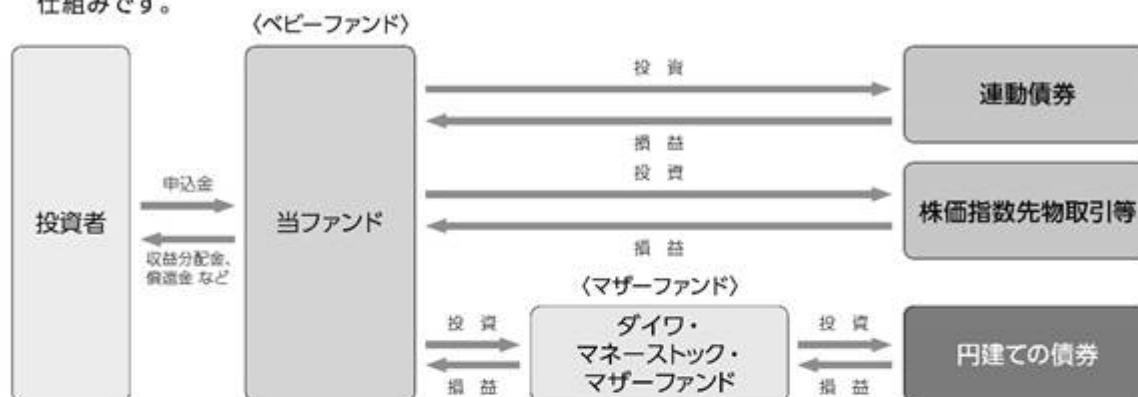 仕組みです。
〈ベビーファンド〉
投資者
申込金
収益分配金、
償還金 など
当ファンド
投 資
損 益
連動債券
投 資
損 益
株価指数先物取引等
〈マザーファンド〉
投 資
損 益
ダイワ・
マネーストック・
マザーファンド
投 資
損 益
円建ての債券